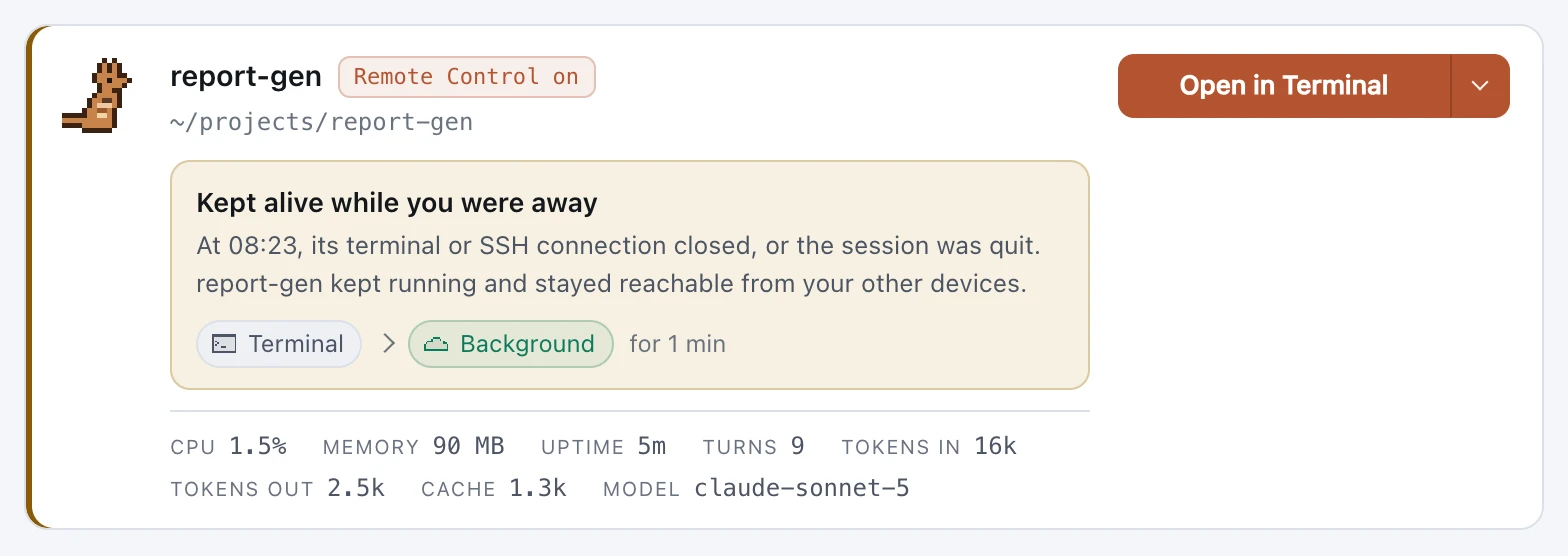 report-gen Remote Control on
Open in Terminal
~/projects/report-gen
Kept alive while you were away
At 08:23, its terminal or SSH connection closed, or the session was quit.
report-gen kept running and stayed reachable from your other devices.
Terminal > Background for 1 min
CPU 1.5% MEMORY 90 MB UPTIME 5m TURNS 9 TOKENS IN 16k
TOKENS OUT 2.5k CACHE 1.3k MODEL claude-sonnet-5